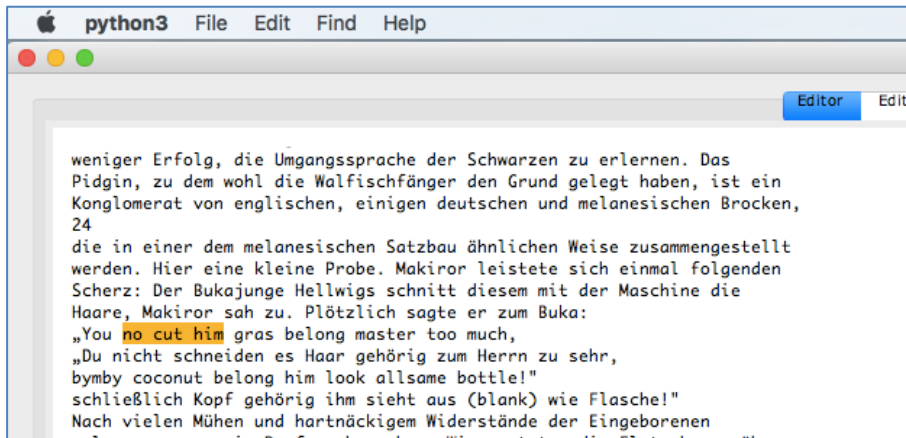 python3 File Edit Find Help
Editor Edit
weniger Erfolg, die Umgangssprache der Schwarzen zu erlernen. Das
Pidgin, zu dem wohl die Walfischfänger den Grund gelegt haben, ist ein
Konglomerat von englischen, einigen deutschen und melanesischen Brocken,
24
die in einer dem melanesischen Satzbau ähnlichen Weise zusammengestellt
werden. Hier eine kleine Probe. Makiror leistete sich einmal folgenden
Scherz: Der Bukajunge Hellwigs schnitt diesem mit der Maschine die
Haare, Makiror sah zu. Plötzlich sagte er zum Buka:
„You no cut him gras belong master too much,
„Du nicht schneiden es Haar gehörig zum Herrn zu sehr,
bymby coconut belong him look allsame bottle!"
schließlich Kopf gehörig ihm sieht aus (blank) wie Flasche!"
Nach vielen Mühen und hartnäckigem Widerstände der Eingeborenen